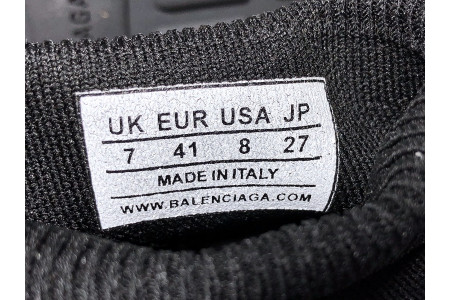 UK EUR USA JP
7 41 8 27
MADE IN ITALY
WWW.BALENCIAGA.COM